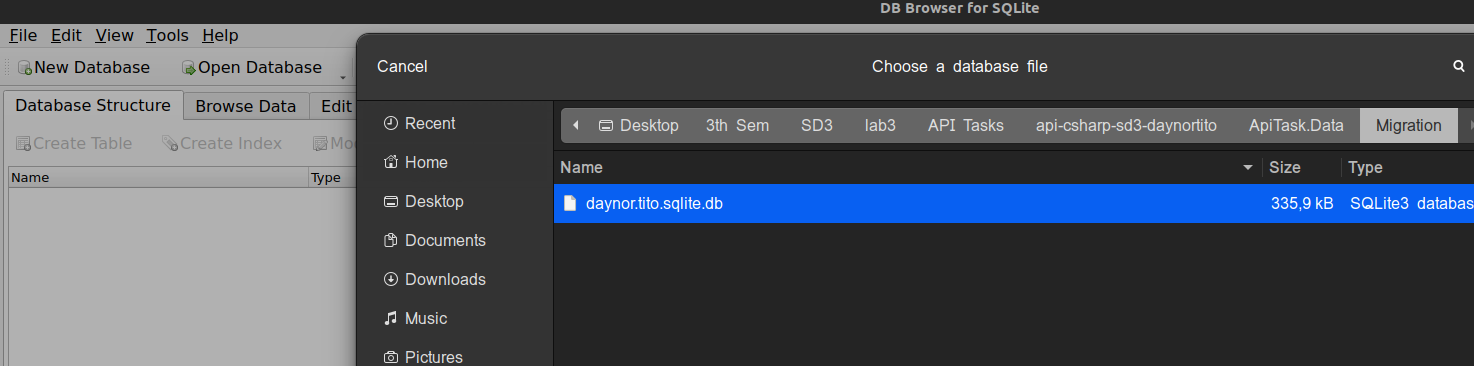 DB Browser for SQLite
File Edit View Tools Help
New Database Open Database
Database Structure Browse Data Edit
Create Table Create Index
Name Type
Cancel Choose a database file
Recent
Home
Desktop
Documents
Downloads
Music
Pictures
Desktop 3th Sem SD3 lab3 API Tasks api-csharp-sd3-daynortito ApiTask.Data Migration
Name Size Type
daynor.tito.sqlite.db 335,9 kB SQLite3 databas